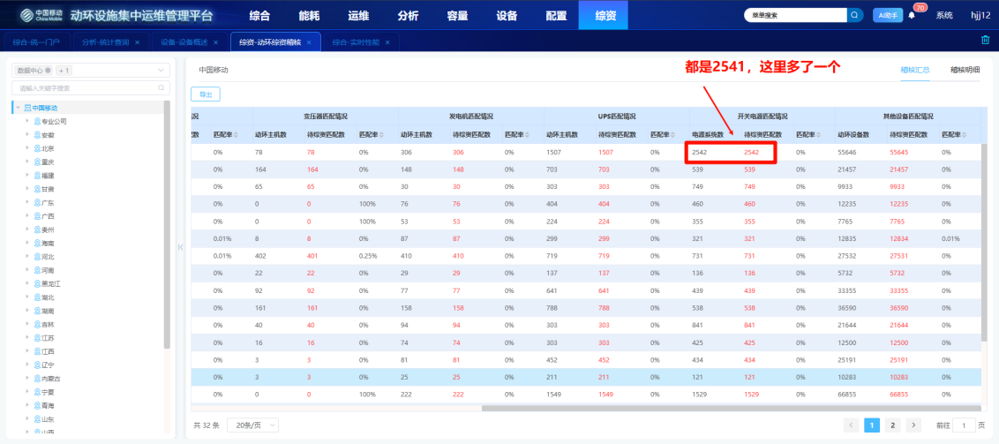 中国移动 China Mobile 动环设施集中运维管理平台 综合 能耗 运维 分析 容量 设备 配置 综资 菜单搜索 AI助手 70 系统 hjj12
综合-统一门户 分析-统计查询 × 设备-设备概述 × 综资-动环综资稽核 × 综合-实时性能 ×
数据中心 + 1
请输入关键字搜索
中国移动
专业公司
安徽
北京
重庆
福建
甘肃
广东
广西
贵州
海南
河北
河南
黑龙江
湖北
湖南
吉林
江苏
江西
辽宁
内蒙古
宁夏
青海
山东
山西
中国移动 都是2541，这里多了一个 稽核汇总 稽核明细
导出
况 变压器匹配情况 发电机匹配情况 UPS匹配情况 开关电源匹配情况 其他设备匹配情况
数 匹配率 动环主机数 待综资匹配数 匹配率 动环主机数 待综资匹配数 匹配率 动环主机数 待综资匹配数 匹配率 电源系统数 待综资匹配数 匹配率 动环设备数 待综资匹配数 匹配率
0% 78 78 0% 306 306 0% 1507 1507 0% 2542 2542 0% 55646 55645 0%
0% 164 164 0% 148 148 0% 703 703 0% 539 539 0% 21457 21457 0%
0% 65 65 0% 30 30 0% 303 303 0% 749 749 0% 9933 9933 0%
0% 0 0 100% 76 76 0% 404 404 0% 460 460 0% 12235 12235 0%
0% 0 0 100% 53 53 0% 224 224 0% 355 355 0% 7765 7765 0%
0.01% 8 8 0% 87 87 0% 299 299 0% 321 321 0% 12835 12834 0.01%
0.01% 402 401 0.25% 410 410 0% 719 719 0% 731 731 0% 27532 27531 0%
0% 22 22 0% 29 29 0% 137 137 0% 136 136 0% 5732 5732 0%
0% 92 92 0% 77 77 0% 641 641 0% 439 439 0% 33355 33355 0%
0% 161 161 0% 158 158 0% 788 788 0% 538 538 0% 36590 36590 0%
0% 40 40 0% 94 94 0% 303 303 0% 841 841 0% 21644 21644 0%
0% 16 16 0% 74 74 0% 303 303 0% 425 425 0% 12500 12500 0%
0% 3 3 0% 81 81 0% 452 452 0% 434 434 0% 25191 25191 0%
0% 3 3 0% 25 25 0% 211 211 0% 121 121 0% 10283 10283 0%
0% 0 0 100% 222 222 0% 1549 1549 0% 1529 1529 0% 66855 66855 0%
共 32 条 20条/页 1 2 前往 1 页